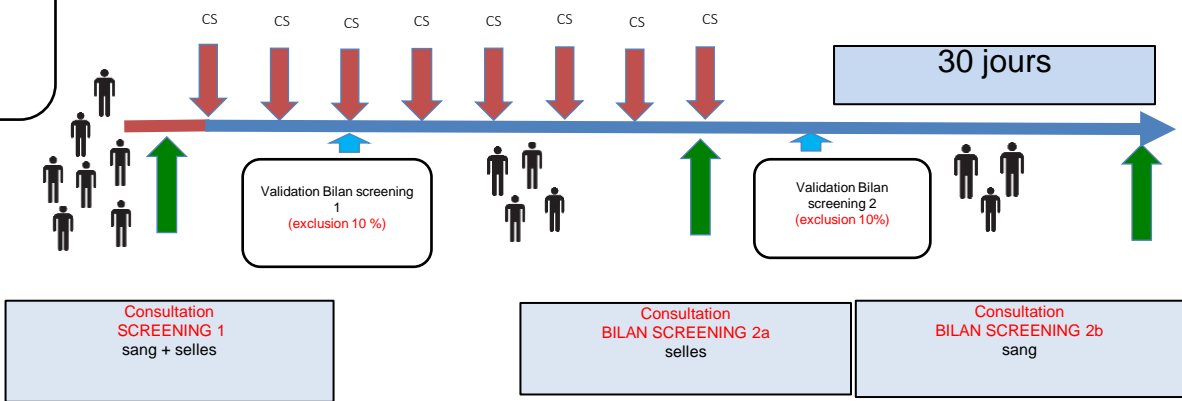 CS CS CS CS CS CS CS CS
30 jours
Validation Bilan screening
1
(exclusion 10 %)
Validation Bilan
screening 2
(exclusion 10%)
Consultation
SCREENING 1
sang + selles
Consultation
BILAN SCREENING 2a
selles
Consultation
BILAN SCREENING 2b
sang